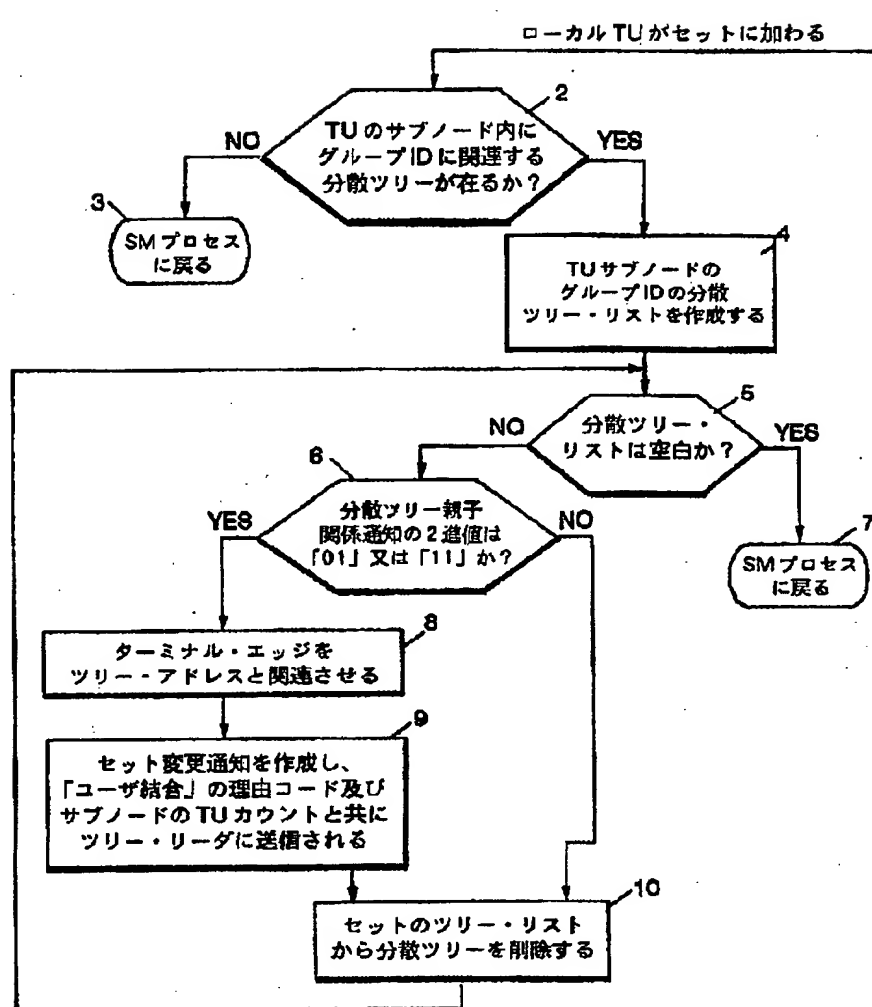 ローカルTUがセットに加わる
2
TUのサブノード内に
グループIDに関連する
分散ツリーが在るか？
NO
YES
3
SMプロセス
に戻る
4
TUサブノードの
グループIDの分散
ツリー・リストを作成する
5
分散ツリー・
リストは空白か？
NO
YES
6
分散ツリー親子
関係通知の2進値は
「01」又は「11」か？
YES
NO
7
SMプロセス
に戻る
8
ターミナル・エッジを
ツリー・アドレスと関連させる
9
セット変更通知を作成し、
「ユーザ結合」の理由コード及び
サブノードのTUカウントと共に
ツリー・リーダに送信される
10
セットのツリー・リスト
から分散ツリーを削除する